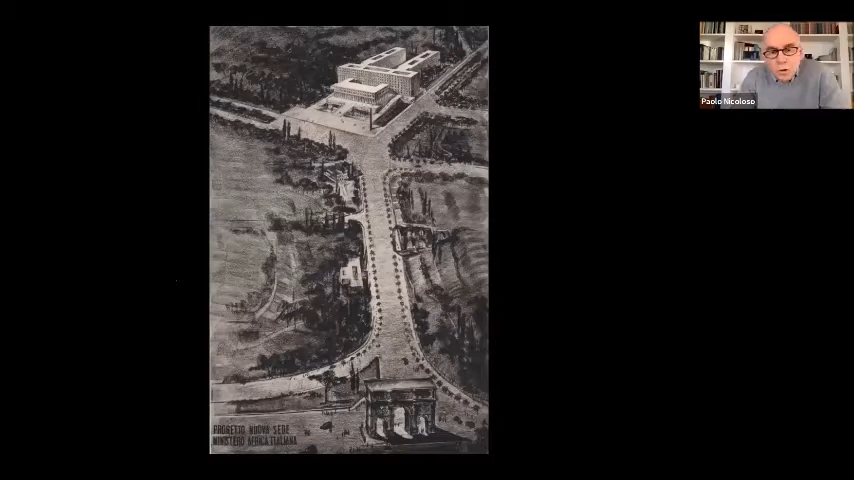 Paolo Nicoloso
PROGETTO NUOVA SEDE
MINISTERO AFRICA ITALIANA